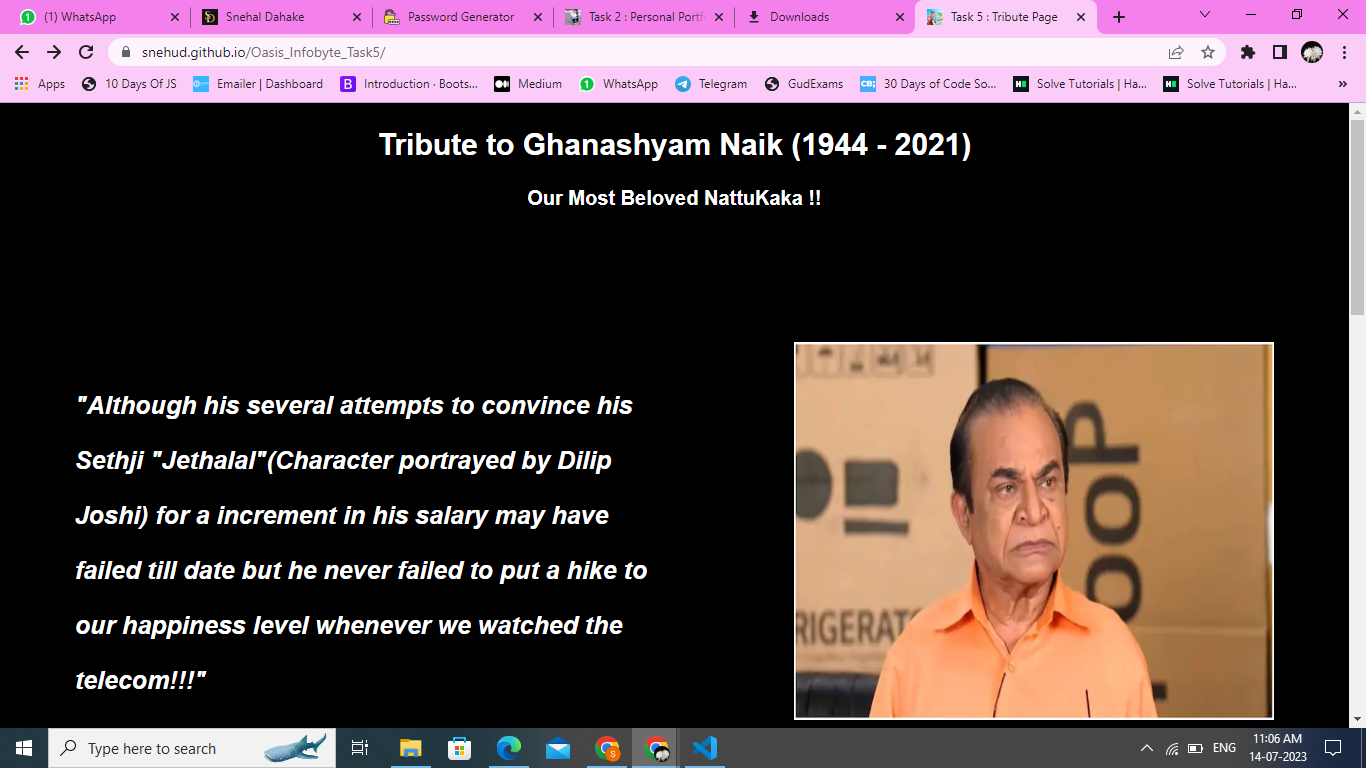 (1) WhatsApp
Snehal Dahake
Password Generator
Task 2 : Personal Portf
Downloads
Task 5 : Tribute Page
snehud.github.io/Oasis_Infobyte_Task5/
Apps
10 Days Of JS
Emailer | Dashboard
Introduction · Boots...
Medium
WhatsApp
Telegram
GudExams
30 Days of Code So...
Solve Tutorials | Ha...
Solve Tutorials | Ha...
Tribute to Ghanashyam Naik (1944 - 2021)
Our Most Beloved NattuKaka !!
"Although his several attempts to convince his
Sethji "Jethalal"(Character portrayed by Dilip
Joshi) for a increment in his salary may have
failed till date but he never failed to put a hike to
our happiness level whenever we watched the
telecom!!!"
RIGERAT
Type here to search
ENG
11:06 AM
14-07-2023